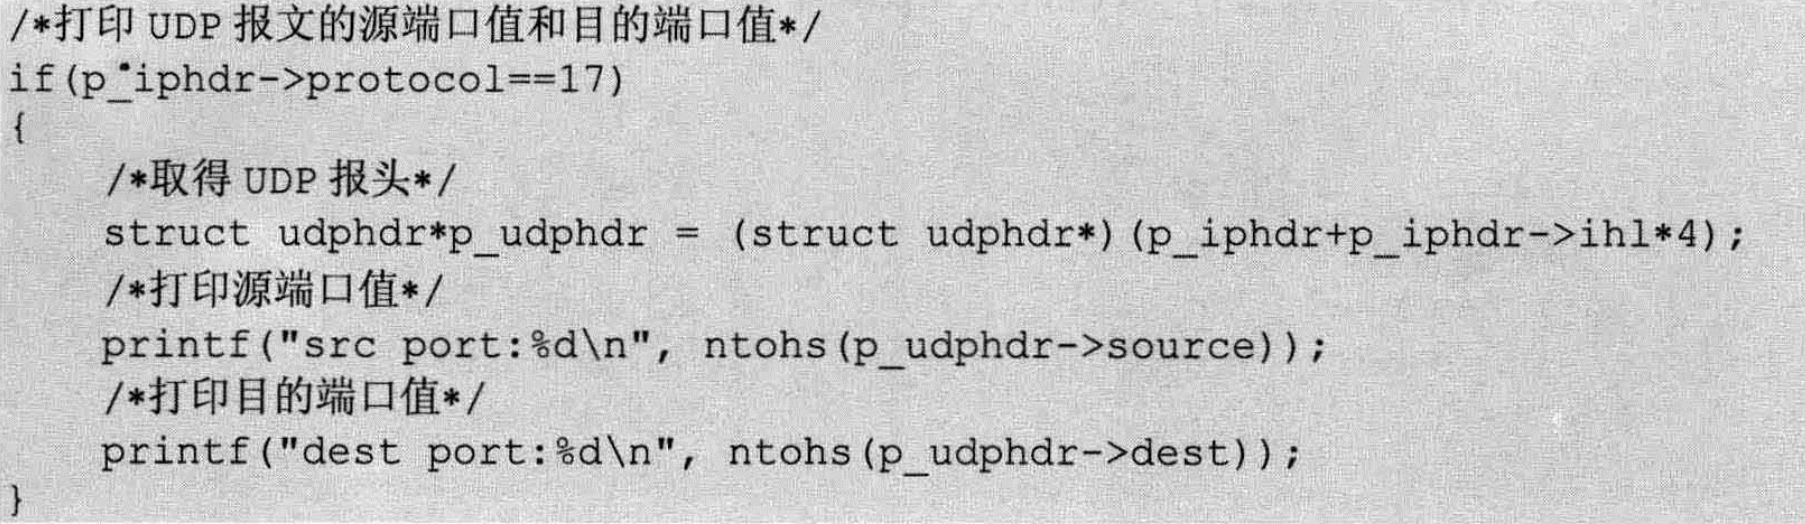 /*打印 UDP 报文的源端口值和目的端口值*/
if(p_iphdr->protocol==17)
{
    /*取得 UDP 报头*/
    struct udphdr*p_udphdr = (struct udphdr*)(p_iphdr+p_iphdr->ihl*4);
    /*打印源端口值*/
    printf("src port:%d\n", ntohs(p_udphdr->source));
    /*打印目的端口值*/
    printf("dest port:%d\n", ntohs(p_udphdr->dest));
}